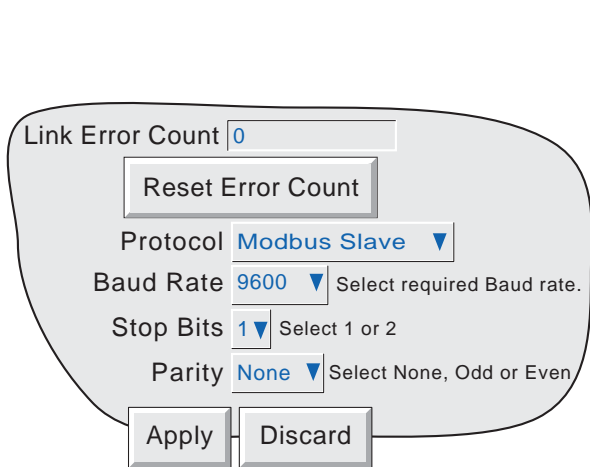 Link Error Count 0
Reset Error Count
Protocol Modbus Slave
Baud Rate 9600 Select required Baud rate.
Stop Bits 1 Select 1 or 2
Parity None Select None, Odd or Even
Apply Discard